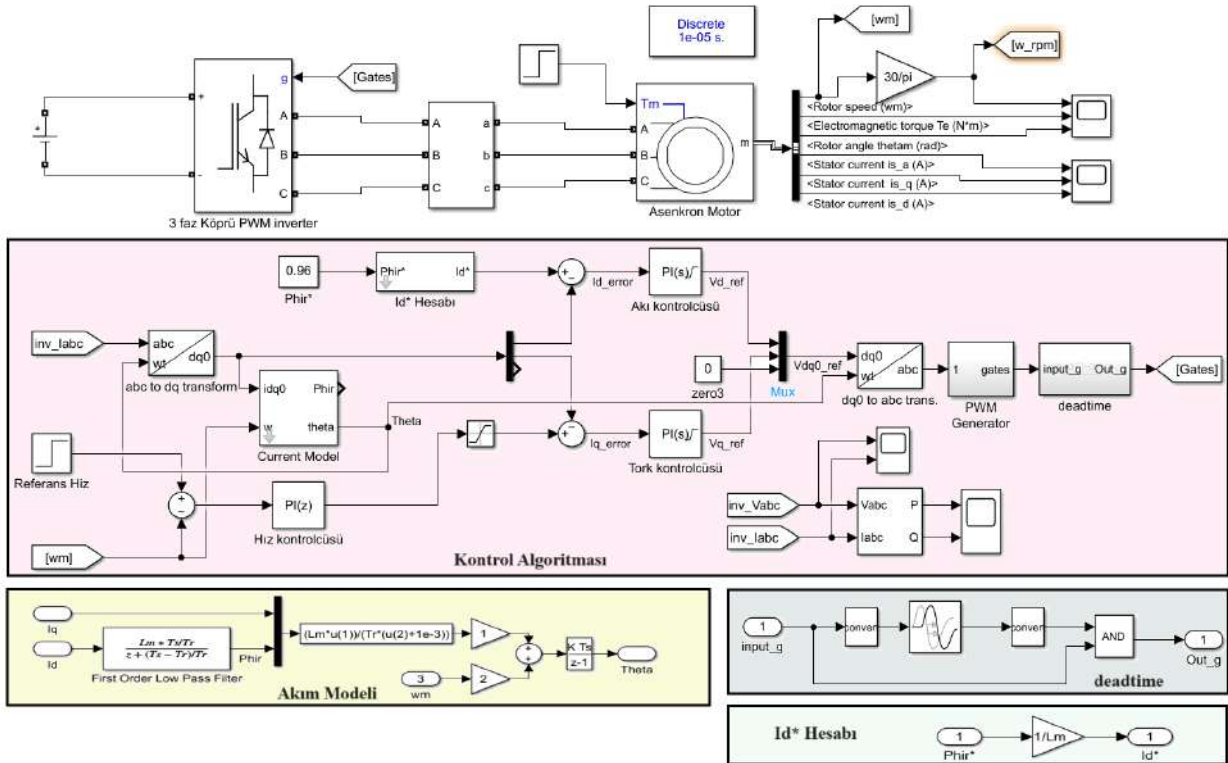 Discrete
1e-05 s.
[wm]
[w_rpm]
30/pi
[Gates]
g
+
A
B
-
C
3 faz Köprü PWM inverter
A
a
B
b
C
c
Tm
A
B
C
m
Asenkron Motor
<Rotor speed (wm)>
<Electromagnetic torque Te (N*m)>
<Rotor angle thetam (rad)>
<Stator current is_a (A)>
<Stator current is_q (A)>
<Stator current is_d (A)>
0.96
Phir*
Phir*
Id*
Id* Hesabı
Id_error
PI(s)
Vd_ref
Akı kontrolcüsü
inv_Iabc
abc
wt
dq0
abc to dq transform
idq0
Phir
w
theta
Current Model
Theta
0
zero3
Mux
Vdq0_ref
dq0
wt
abc
dq0 to abc trans.
1
gates
PWM
Generator
input_g
Out_g
deadtime
[Gates]
Iq_error
PI(s)
Vq_ref
Tork kontrolcüsü
Referans Hiz
PI(z)
Hız kontrolcüsü
[wm]
inv_Vabc
inv_Iabc
Vabc
Iabc
P
Q
Kontrol Algoritması
1
Iq
2
Id
Lm*Ts/Tr
z+(Ts-Tr)/Tr
First Order Low Pass Filter
Phir
(Lm*u(1))/(Tr*(u(2)+1e-3))
1
3
wm
2
K Ts
z-1
Theta
Akım Modeli
1
input_g
conver
conver
AND
1
Out_g
deadtime
Id* Hesabı
1
Phir*
1/Lm
1
Id*